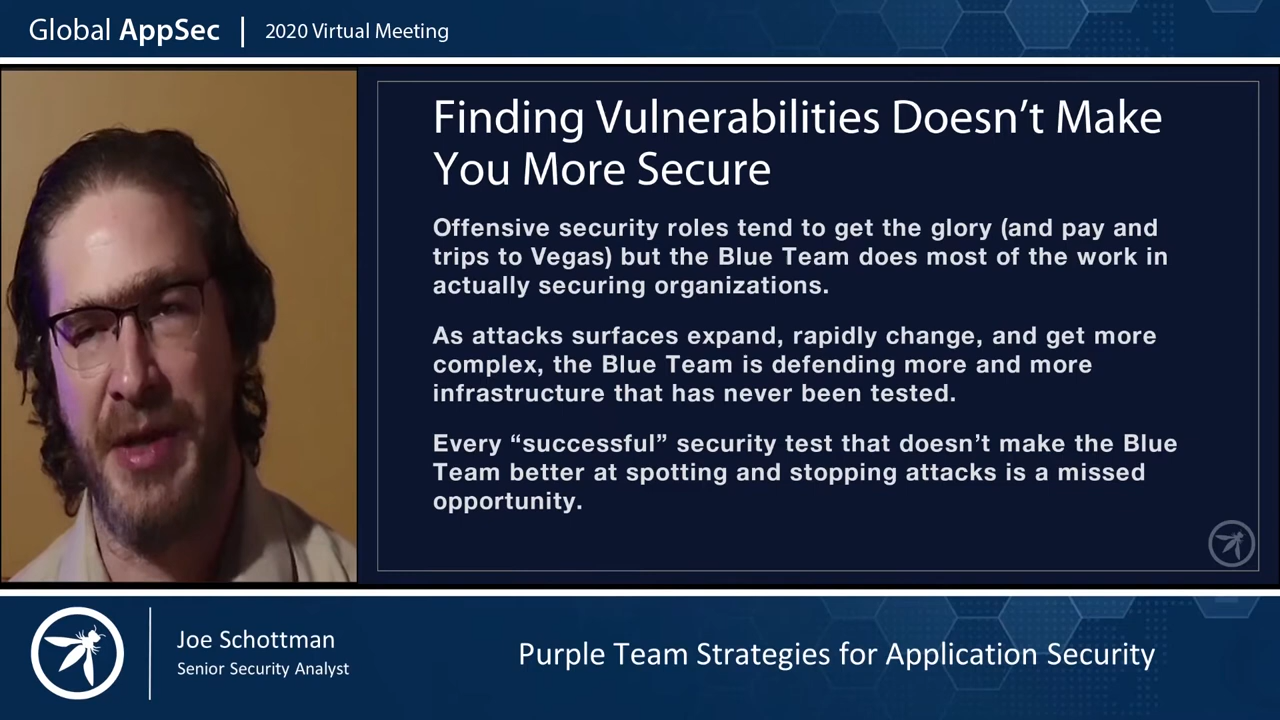 Global AppSec | 2020 Virtual Meeting
Finding Vulnerabilities Doesn’t Make
You More Secure
Offensive security roles tend to get the glory (and pay and
trips to Vegas) but the Blue Team does most of the work in
actually securing organizations.
As attacks surfaces expand, rapidly change, and get more
complex, the Blue Team is defending more and more
infrastructure that has never been tested.
Every “successful” security test that doesn’t make the Blue
Team better at spotting and stopping attacks is a missed
opportunity.
Joe Schottman
Senior Security Analyst
Purple Team Strategies for Application Security